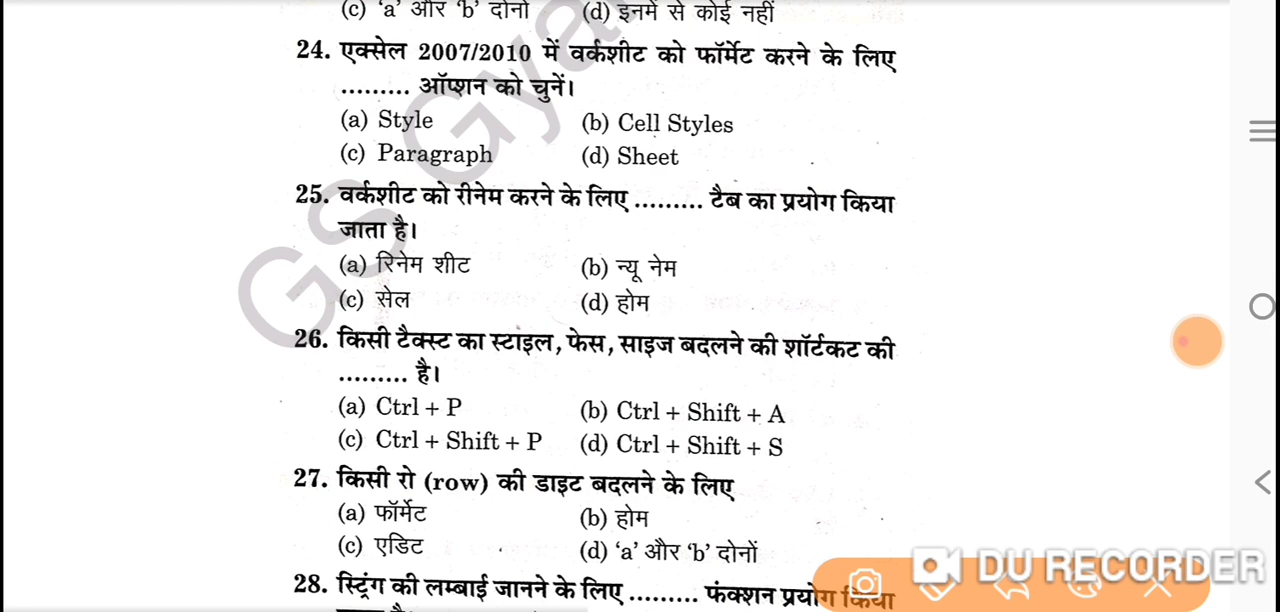 (c) 'a' और 'b' दोनों (d) इनमें से कोई नहीं
24. एक्सेल 2007/2010 में वर्कशीट को फॉर्मेट करने के लिए
......... ऑप्शन को चुनें।
(a) Style (b) Cell Styles
(c) Paragraph (d) Sheet
25. वर्कशीट को रीनेम करने के लिए ......... टैब का प्रयोग किया
जाता है।
(a) रिनेम शीट (b) न्यू नेम
(c) सेल (d) होम
26. किसी टैक्स्ट का स्टाइल, फेस, साइज बदलने की शॉर्टकट की
......... है।
(a) Ctrl + P (b) Ctrl + Shift + A
(c) Ctrl + Shift + P (d) Ctrl + Shift + S
27. किसी रो (row) की डाइट बदलने के लिए
(a) फॉर्मेट (b) होम
(c) एडिट (d) 'a' और 'b' दोनों
28. स्ट्रिंग की लम्बाई जानने के लिए ......... फंक्शन प्रयोग किया
GS Gyan
DU RECORDER